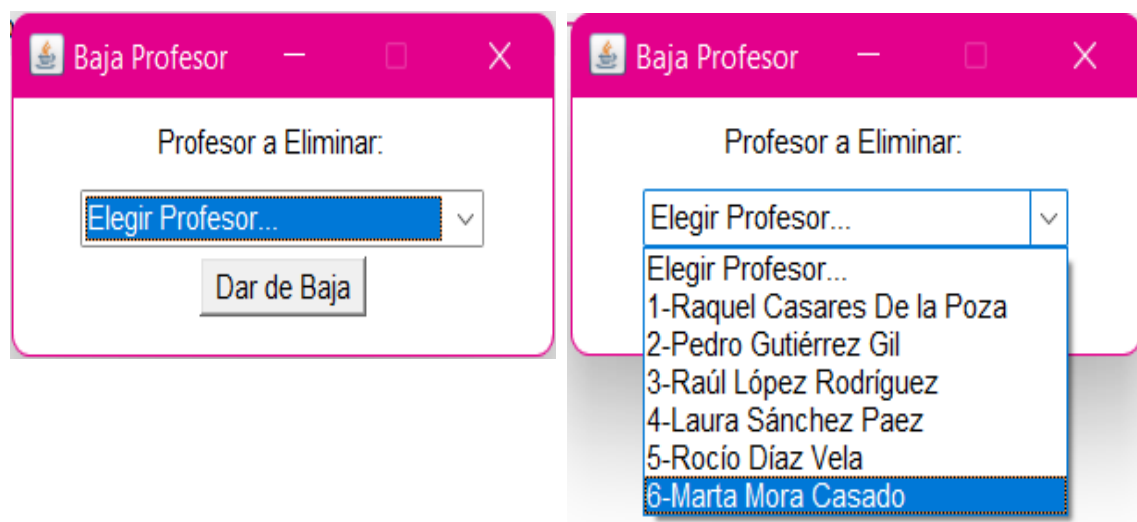 Baja Profesor
Profesor a Eliminar:
Elegir Profesor...
Dar de Baja
Baja Profesor
Profesor a Eliminar:
Elegir Profesor...
Elegir Profesor...
1-Raquel Casares De la Poza
2-Pedro Gutiérrez Gil
3-Raúl López Rodríguez
4-Laura Sánchez Paez
5-Rocío Díaz Vela
6-Marta Mora Casado